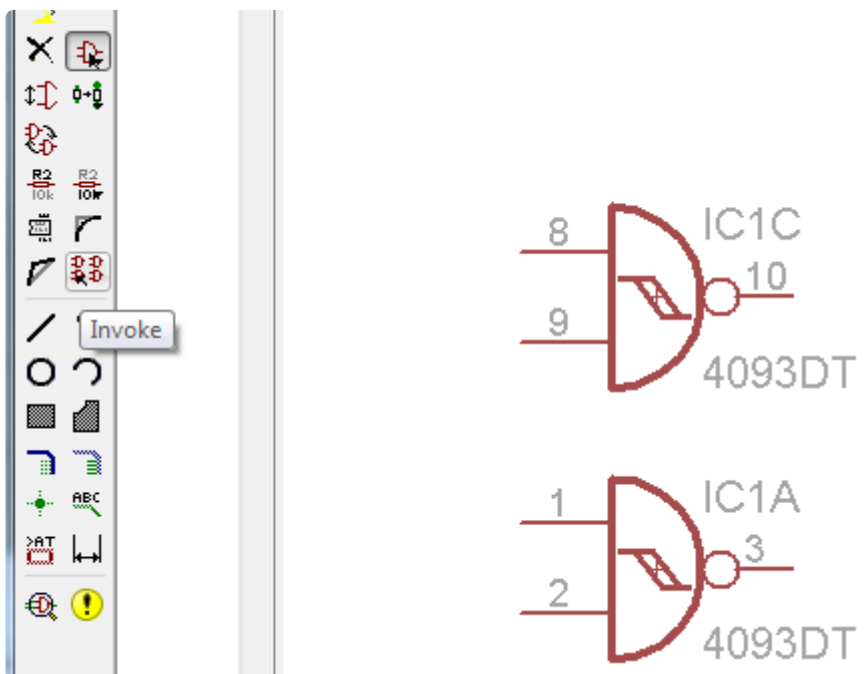 R2
10k
R2
10k
Invoke
ABC
>AT
!
8
IC1C
10
9
4093DT
1
IC1A
3
2
4093DT